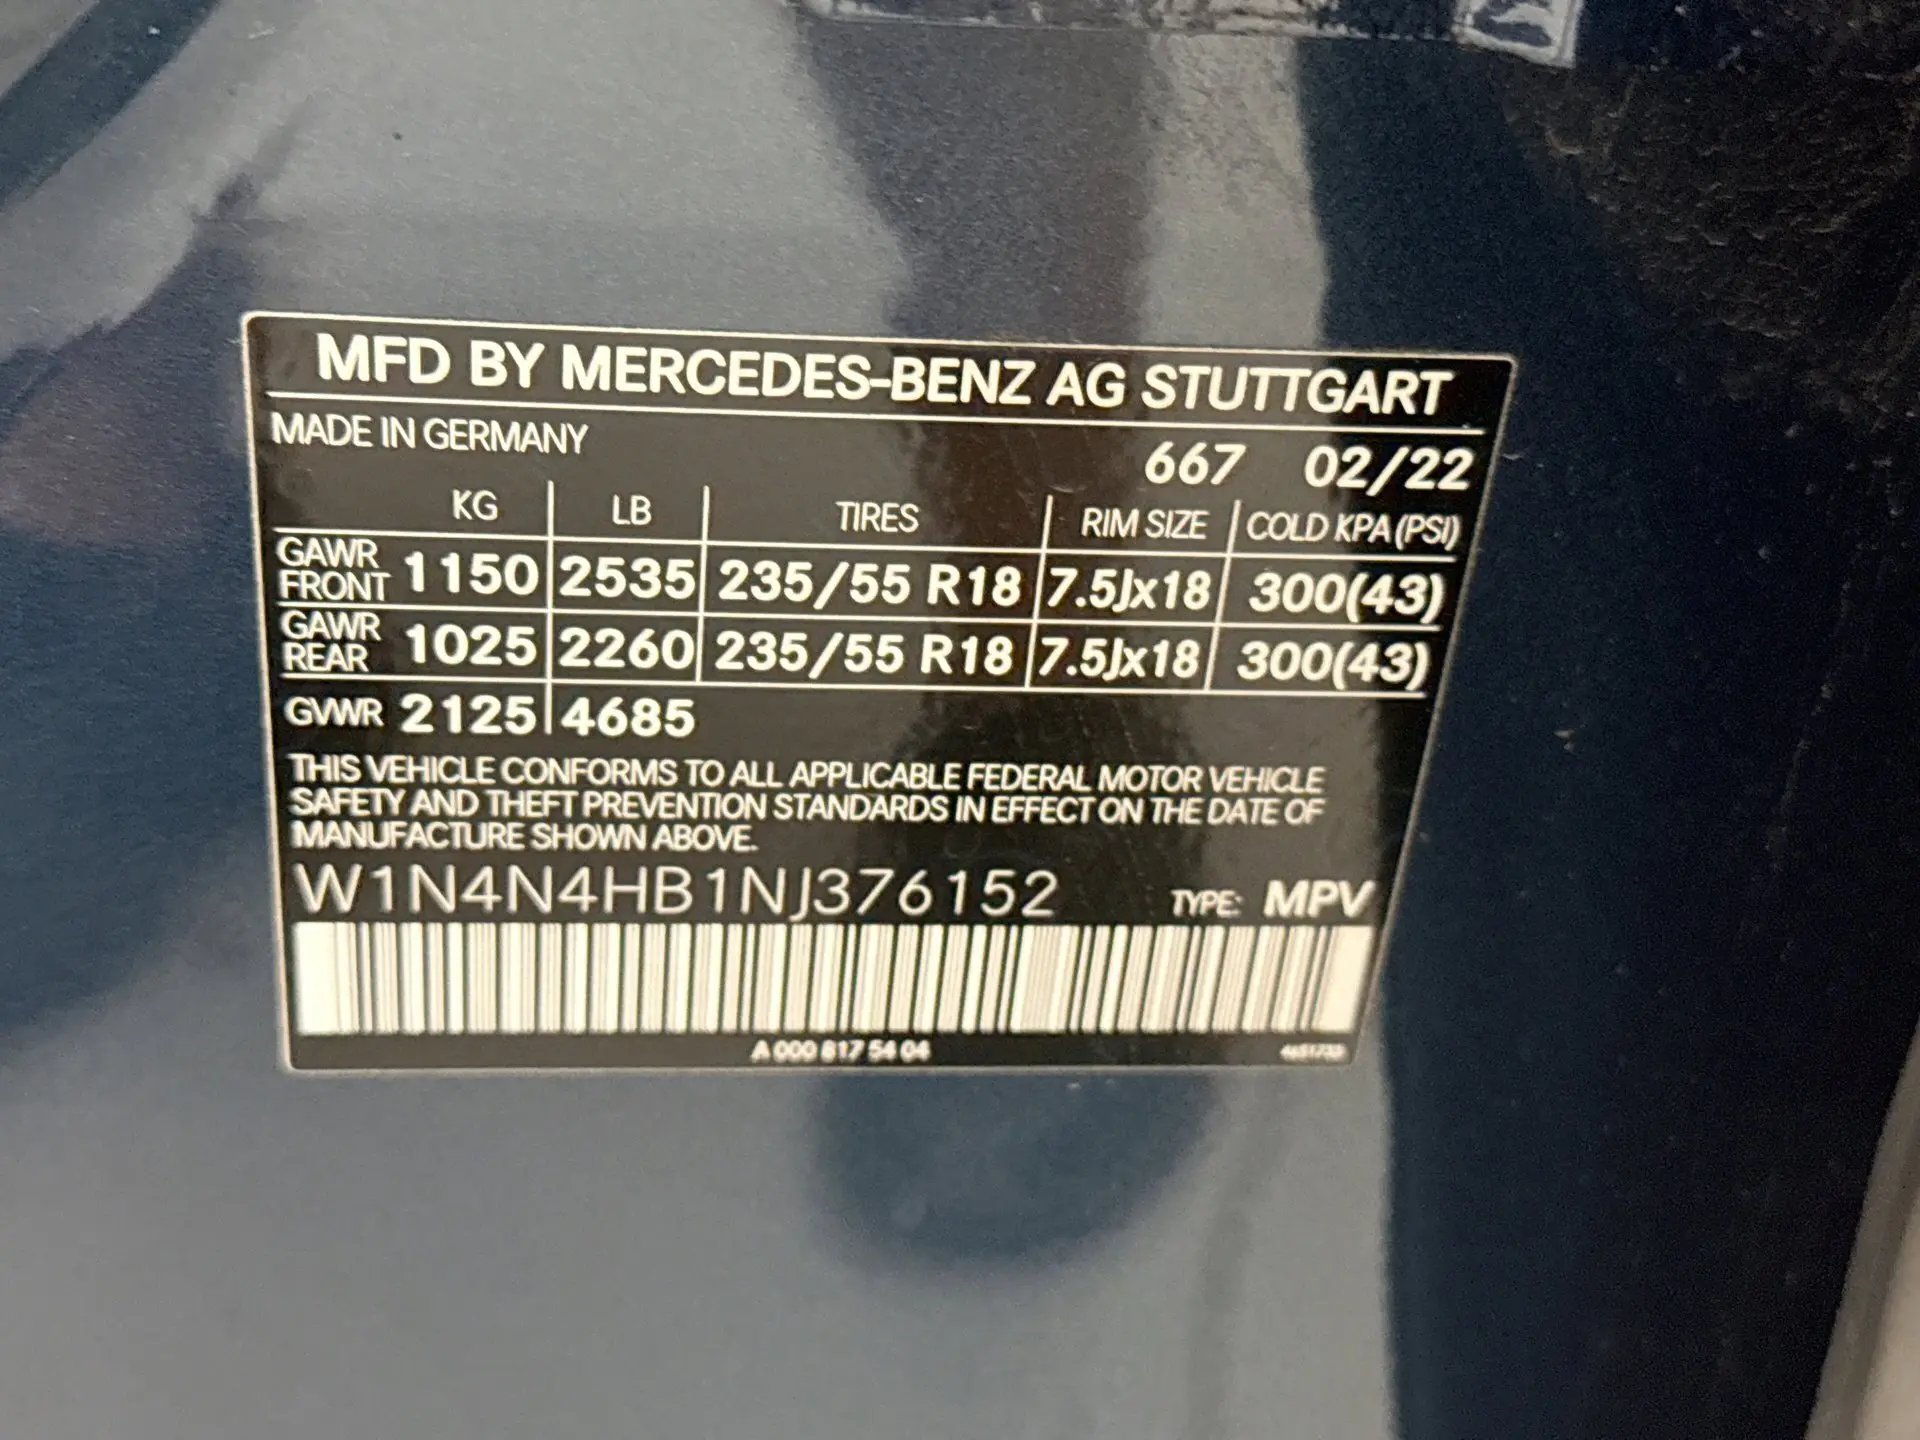 MFD BY MERCEDES-BENZ AG STUTTGART
MADE IN GERMANY
667 02/22
KG LB TIRES RIM SIZE COLD KPA (PSI)
GAWR FRONT 1150 2535 235/55 R18 7.5Jx18 300(43)
GAWR REAR 1025 2260 235/55 R18 7.5Jx18 300(43)
GVWR 2125 4685
THIS VEHICLE CONFORMS TO ALL APPLICABLE FEDERAL MOTOR VEHICLE
SAFETY AND THEFT PREVENTION STANDARDS IN EFFECT ON THE DATE OF
MANUFACTURE SHOWN ABOVE.
W1N4N4HB1NJ376152 TYPE: MPV
A 000 817 54 04